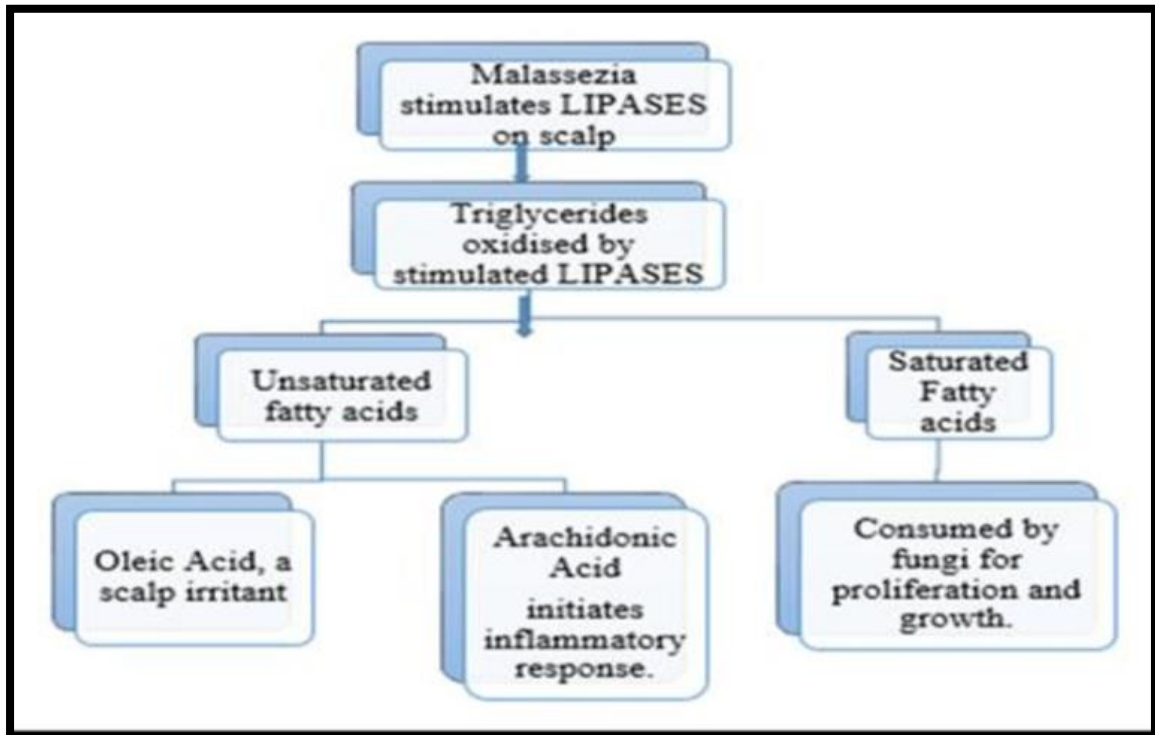 Malassezia
stimulates LIPASES
on scalp
Triglycerides
oxidised by
stimulated LIPASES
Unsaturated
fatty acids
Saturated
Fatty
acids
Oleic Acid, a
scalp irritant
Arachidonic
Acid
initiates
inflammatory
response.
Consumed by
fungi for
proliferation and
growth.